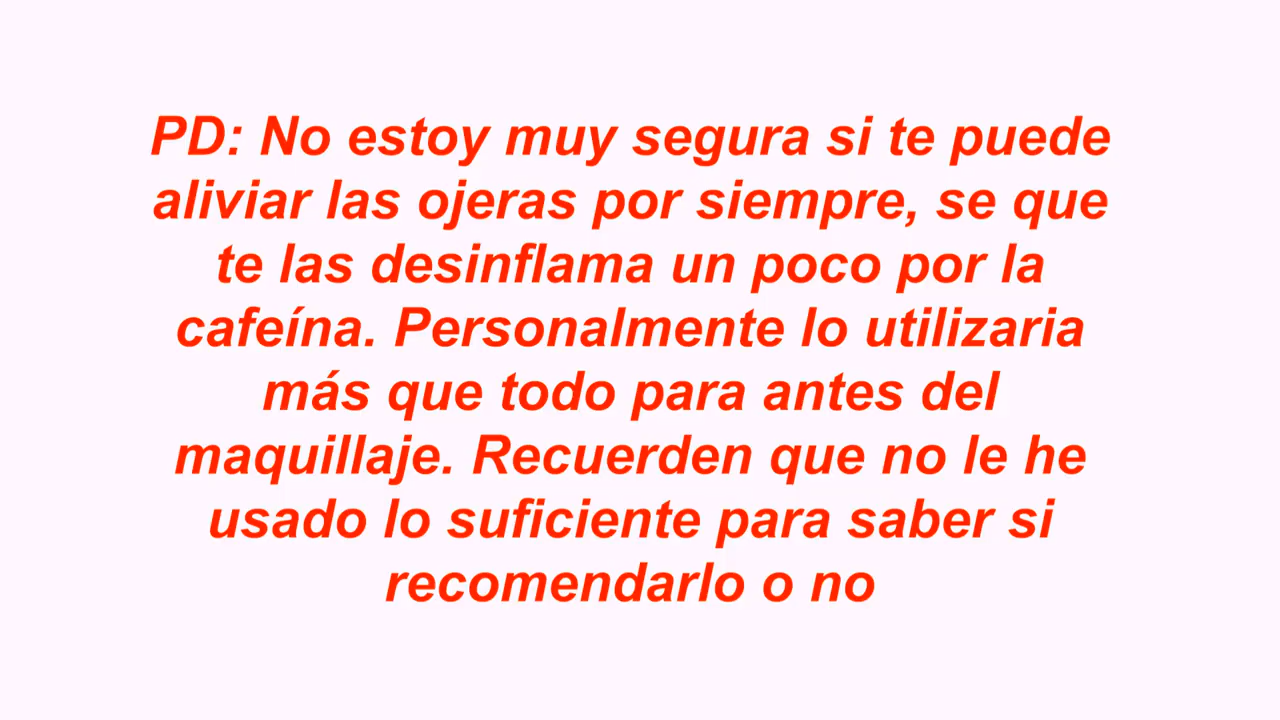 PD: No estoy muy segura si te puede
aliviar las ojeras por siempre, se que
te las desinflama un poco por la
cafeína. Personalmente lo utilizaria
más que todo para antes del
maquillaje. Recuerden que no le he
usado lo suficiente para saber si
recomendarlo o no